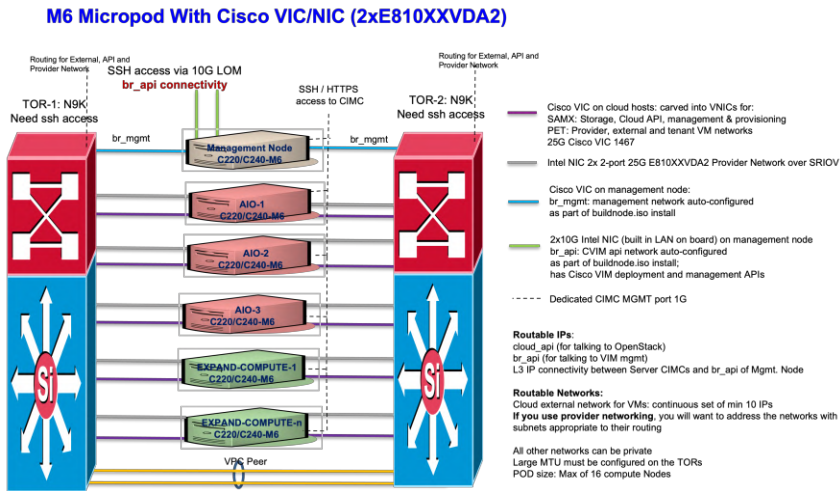 M6 Micropod With Cisco VIC/NIC (2xE810XXVDA2)
Routing for External, API and
Provider Network
SSH access via 10G LOM
br_api connectivity
SSH / HTTPS
access to CIMC
Routing for External, API and
Provider Network
TOR-1: N9K
Need ssh access
TOR-2: N9K
Need ssh access
br_mgmt
br_mgmt
Management Node
C220/C240-M6
AIO-1
C220/C240-M6
AIO-2
C220/C240-M6
AIO-3
C220/C240-M6
EXPAND-COMPUTE-1
C220/C240-M6
EXPAND-COMPUTE-n
C220/C240-M6
Si
Si
VPC Peer
Cisco VIC on cloud hosts: carved into VNICs for:
SAMX: Storage, Cloud API, management & provisioning
PET: Provider, external and tenant VM networks
25G Cisco VIC 1467
Intel NIC 2x 2-port 25G E810XXVDA2 Provider Network over SRIOV
Cisco VIC on management node:
br_mgmt: management network auto-configured
as part of buildnode.iso install
2x10G Intel NIC (built in LAN on board) on management node
br_api: CVIM api network auto-configured
as part of buildnode.iso install;
has Cisco VIM deployment and management APIs
Dedicated CIMC MGMT port 1G
Routable IPs:
cloud_api (for talking to OpenStack)
br_api (for talking to VIM mgmt)
L3 IP connectivity between Server CIMCs and br_api of Mgmt. Node
Routable Networks:
Cloud external network for VMs: continuous set of min 10 IPs
If you use provider networking, you will want to address the networks with
subnets appropriate to their routing
All other networks can be private
Large MTU must be configured on the TORs
POD size: Max of 16 compute Nodes